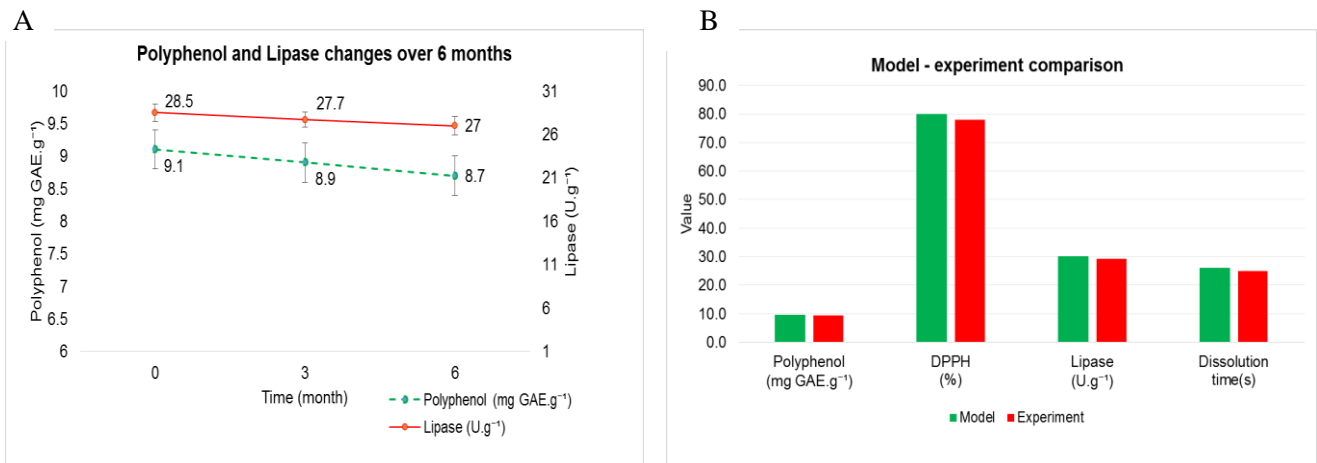 A
Polyphenol and Lipase changes over 6 months
Polyphenol (mg GAE.g⁻¹)
10
9.5
9
8.5
8
7.5
7
6.5
6
28.5
27.7
27
9.1
8.9
8.7
31
26
21
16
11
6
1
Lipase (U.g⁻¹)
0
3
6
Time (month)
Polyphenol (mg GAE.g⁻¹)
Lipase (U.g⁻¹)
B
Model - experiment comparison
Value
90.0
80.0
70.0
60.0
50.0
40.0
30.0
20.0
10.0
0.0
Polyphenol
(mg GAE.g⁻¹)
DPPH
(%)
Lipase
(U.g⁻¹)
Dissolution
time(s)
Model
Experiment